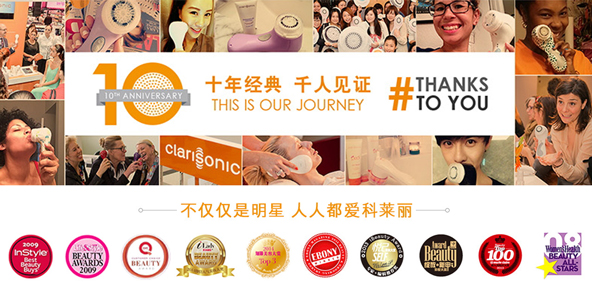 10
10TH ANNIVERSARY
十年经典 千人见证
THIS IS OUR JOURNEY
#THANKS
TO YOU
clarisonic
不仅仅是明星 人人都爱科莱丽
2009
InStyle
Best
Beauty
Buys
BEAUTY
AWARDS
2009
BEAUTY
EBONY
SELF
Award
Beauty
100
Women's Health
BEAUTY
ALL-
STARS